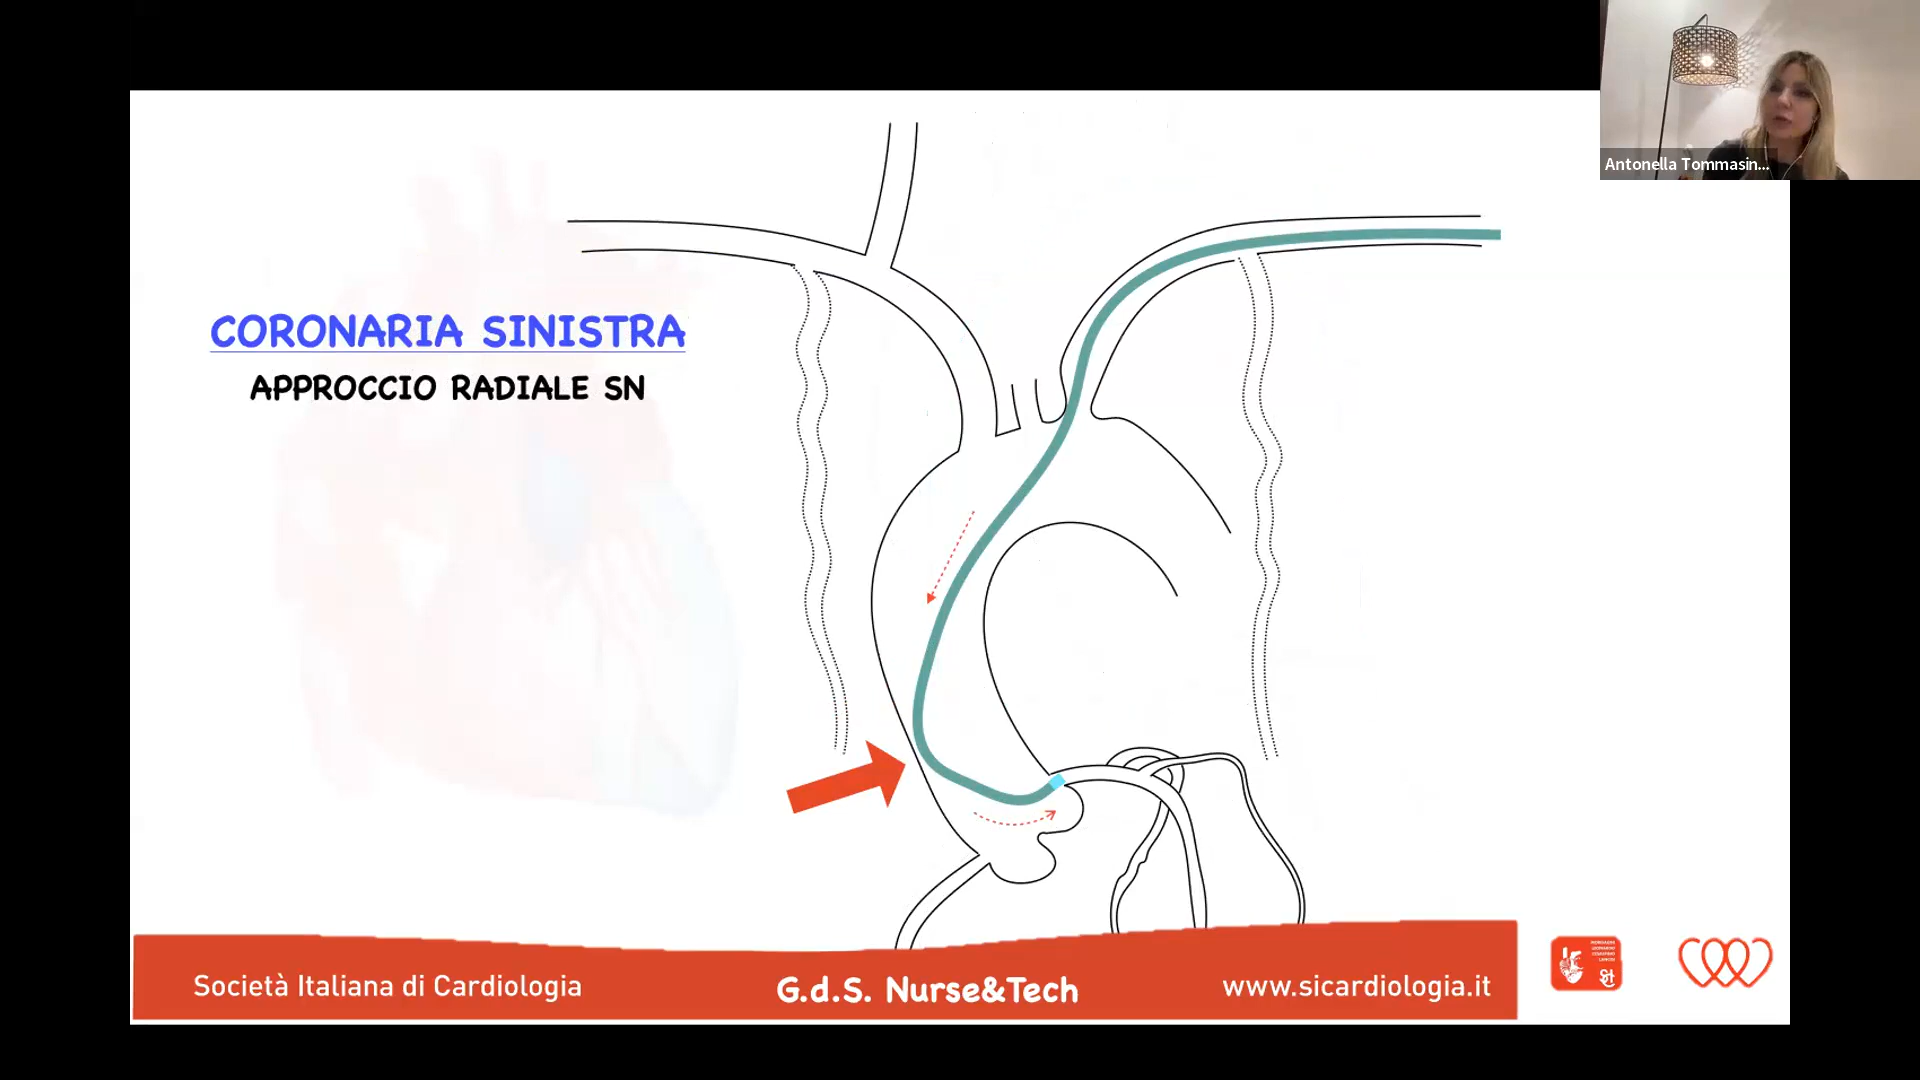 Antonella Tommasin...
CORONARIA SINISTRA
APPROCCIO RADIALE SN
Società Italiana di Cardiologia
G.d.S. Nurse&Tech
www.sicardiologia.it